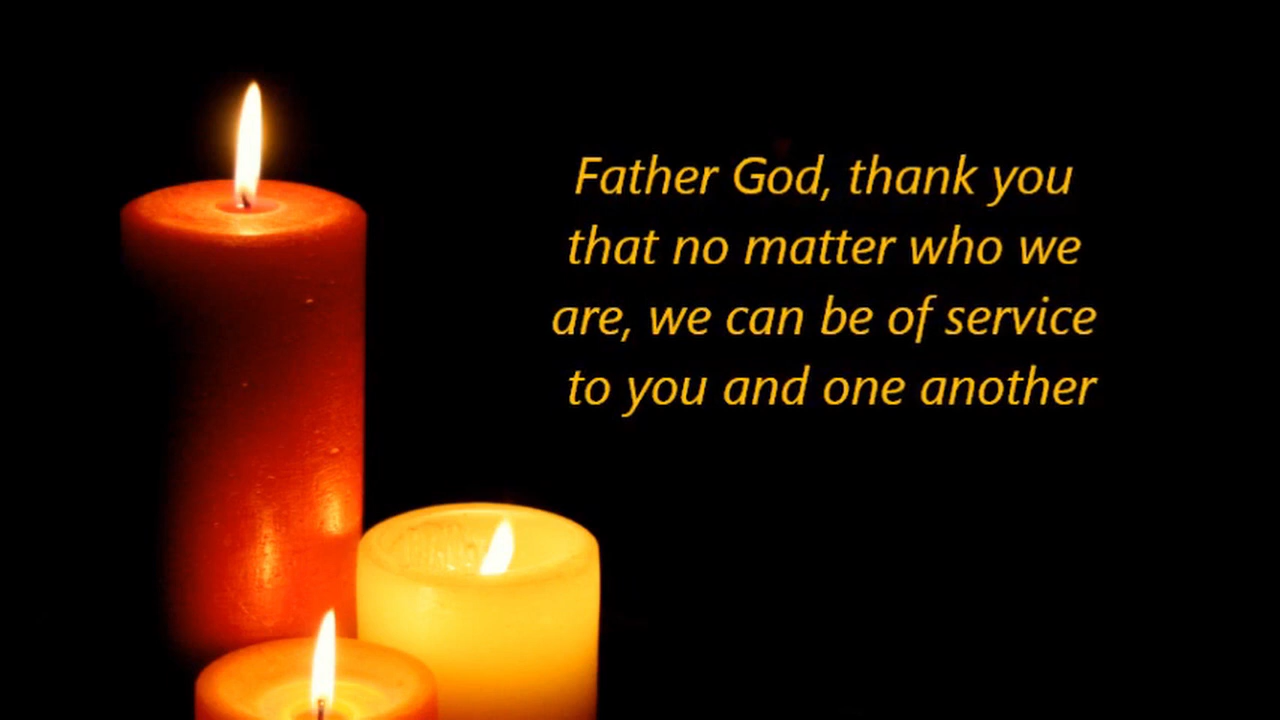 Father God, thank you
that no matter who we
are, we can be of service
to you and one another